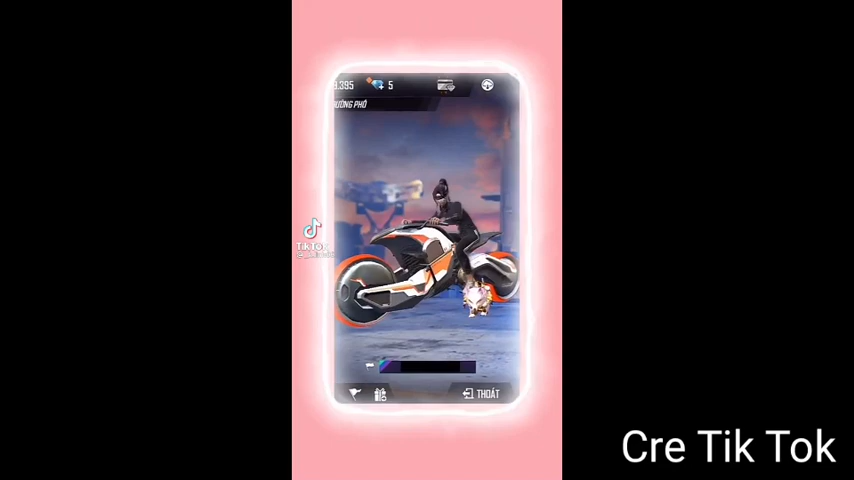 9.395
5
ƯỜNG PHỐ
TikTok
THOÁT
Cre Tik Tok